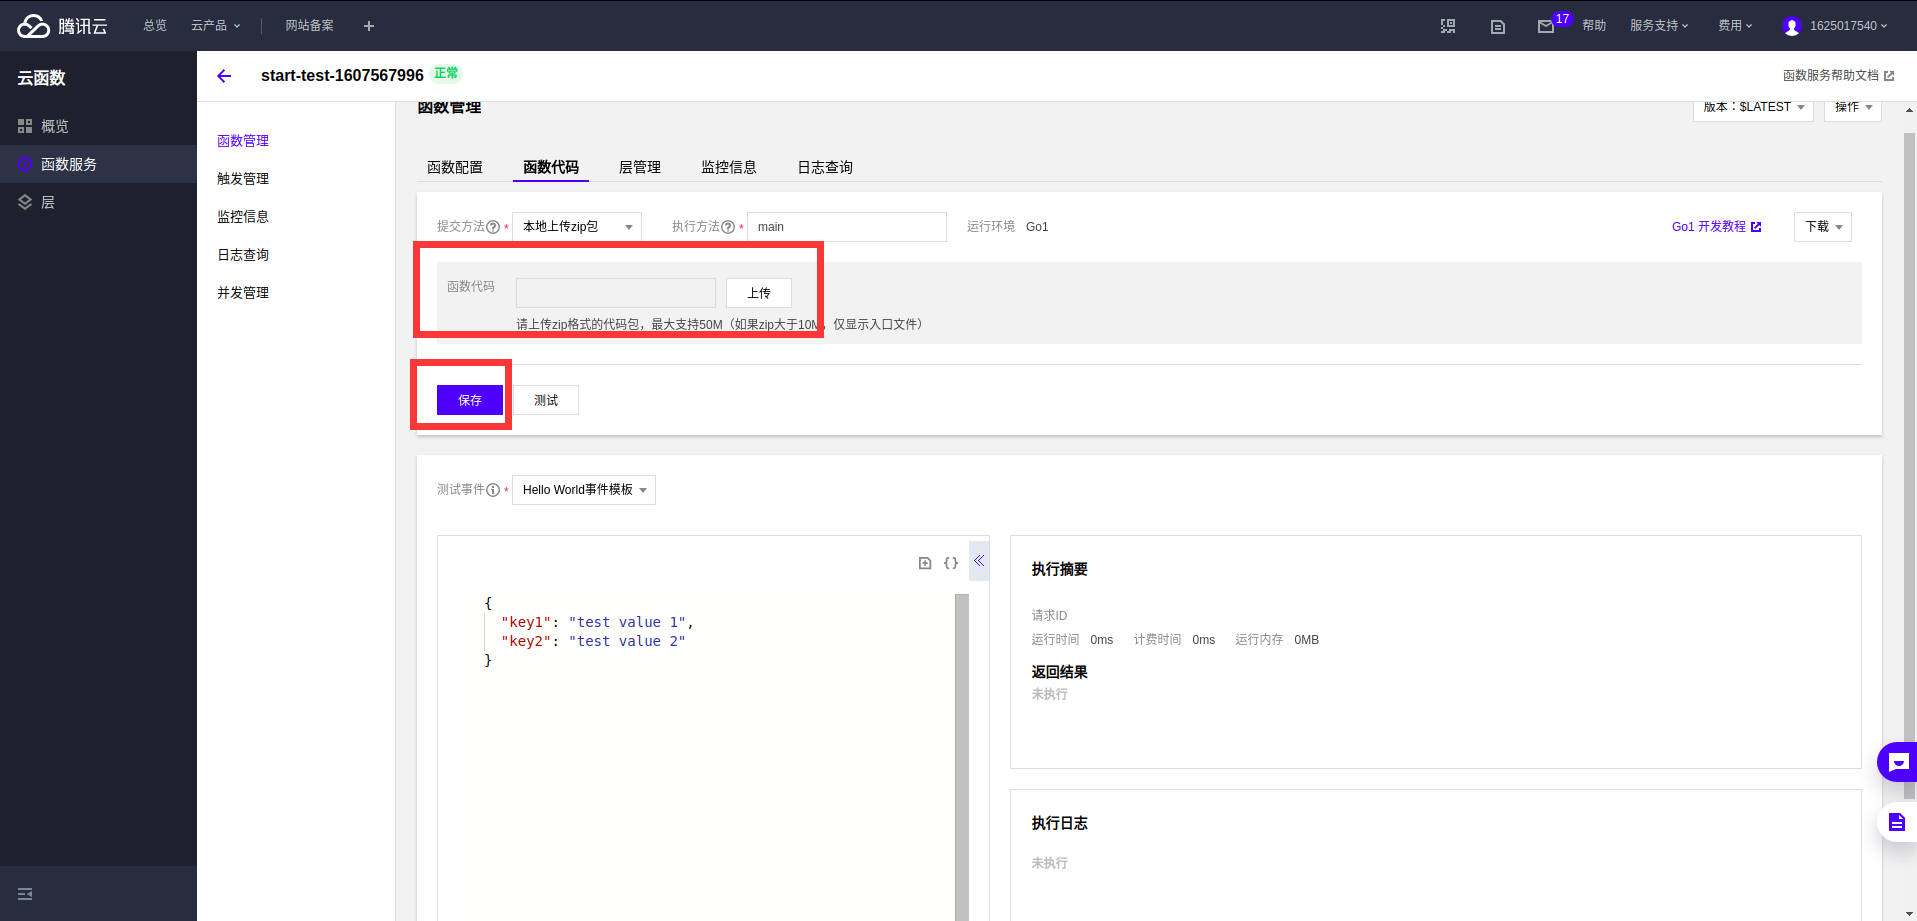 腾讯云 总览 云产品 网站备案 17 帮助 服务支持 费用 1625017540
云函数
概览
函数服务
层
start-test-1607567996 正常 函数服务帮助文档
函数管理
触发管理
监控信息
日志查询
并发管理
函数管理 版本：$LATEST 操作
函数配置 函数代码 层管理 监控信息 日志查询
提交方法 * 本地上传zip包 执行方法 * main 运行环境 Go1 Go1 开发教程 下载
函数代码 上传
请上传zip格式的代码包，最大支持50M（如果zip大于10M，仅显示入口文件）
保存 测试
测试事件 * Hello World事件模板
{
"key1": "test value 1",
"key2": "test value 2"
}
执行摘要
请求ID
运行时间 0ms 计费时间 0ms 运行内存 0MB
返回结果
未执行
执行日志
未执行